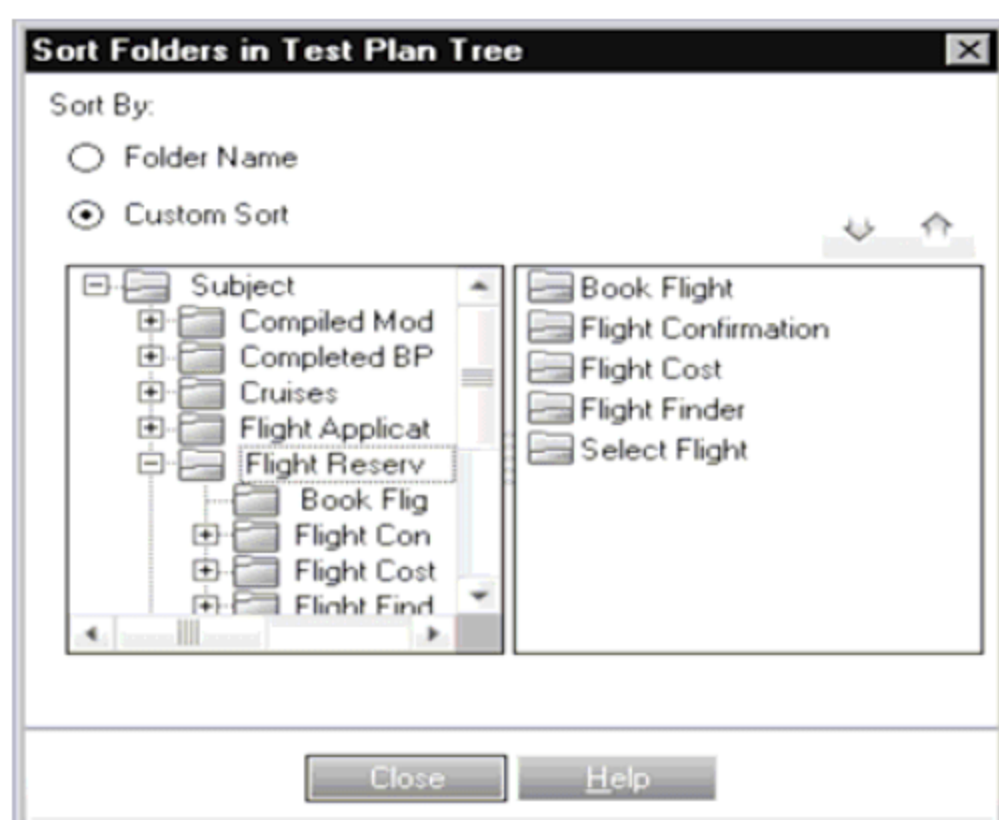 Sort Folders in Test Plan Tree
Sort By:
Folder Name
Custom Sort
Subject
Compiled Mod
Completed BP
Cruises
Flight Applicat
Flight Reserv
Book Flig
Flight Con
Flight Cost
Flight Find
Book Flight
Flight Confirmation
Flight Cost
Flight Finder
Select Flight
Close
Help